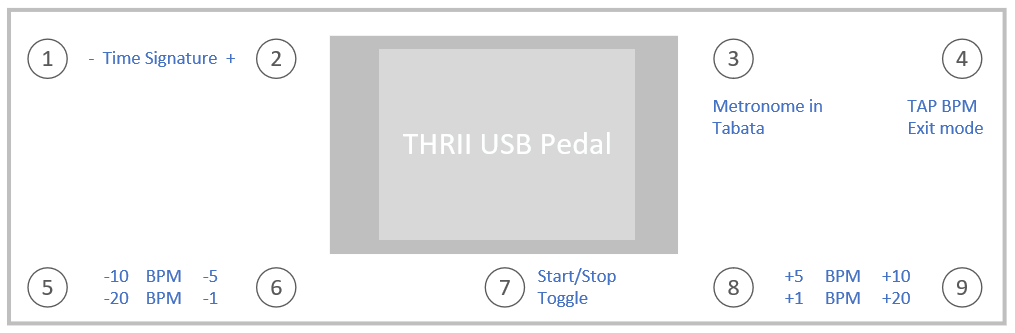 1 - Time Signature + 2
3
4
Metronome in
Tabata
TAP BPM
Exit mode
THRII USB Pedal
5
-10 BPM -5
-20 BPM -1
6
7
Start/Stop
Toggle
8
+5 BPM +10
+1 BPM +20
9